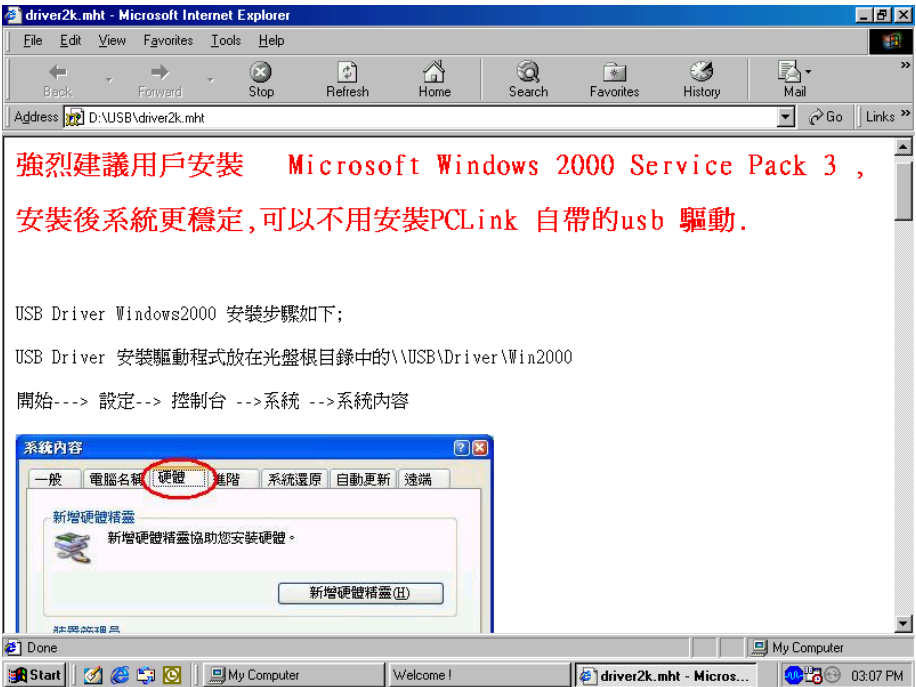 driver2k.mht - Microsoft Internet Explorer
File Edit View Favorites Tools Help
Back Forward Stop Refresh Home Search Favorites History Mail »
Address D:\USB\driver2k.mht Go Links »
強烈建議用戶安裝 Microsoft Windows 2000 Service Pack 3 ,
安裝後系統更穩定,可以不用安裝PCLink 自帶的usb 驅動.
USB Driver Windows2000 安裝步驟如下;
USB Driver 安裝驅動程式放在光盤根目錄中的\\USB\Driver\Win2000
開始---> 設定--> 控制台 -->系統 -->系統內容
系統內容
一般 電腦名稱 硬體 進階 系統還原 自動更新 遠端
新增硬體精靈
新增硬體精靈協助您安裝硬體。
新增硬體精靈(H)
裝置管理員
Done My Computer
Start My Computer Welcome! driver2k.mht - Micros... 03:07 PM